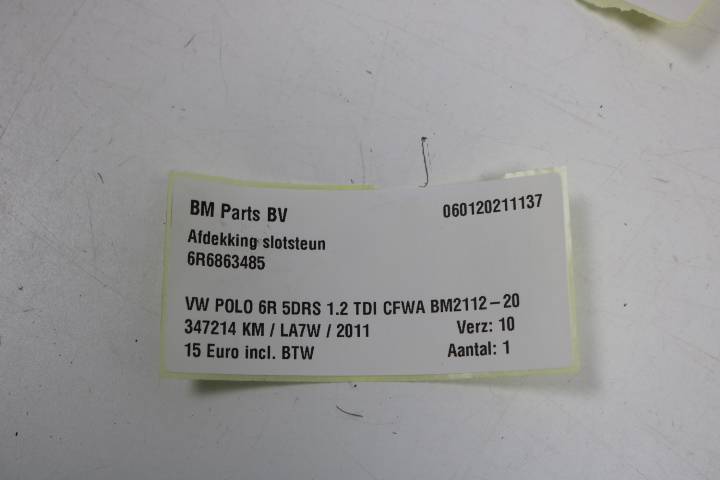 BM Parts BV 060120211137
Afdekking slotsteun
6R6863485
VW POLO 6R 5DRS 1.2 TDI CFWA BM2112-20
347214 KM / LA7W / 2011 Verz: 10
15 Euro incl. BTW Aantal: 1